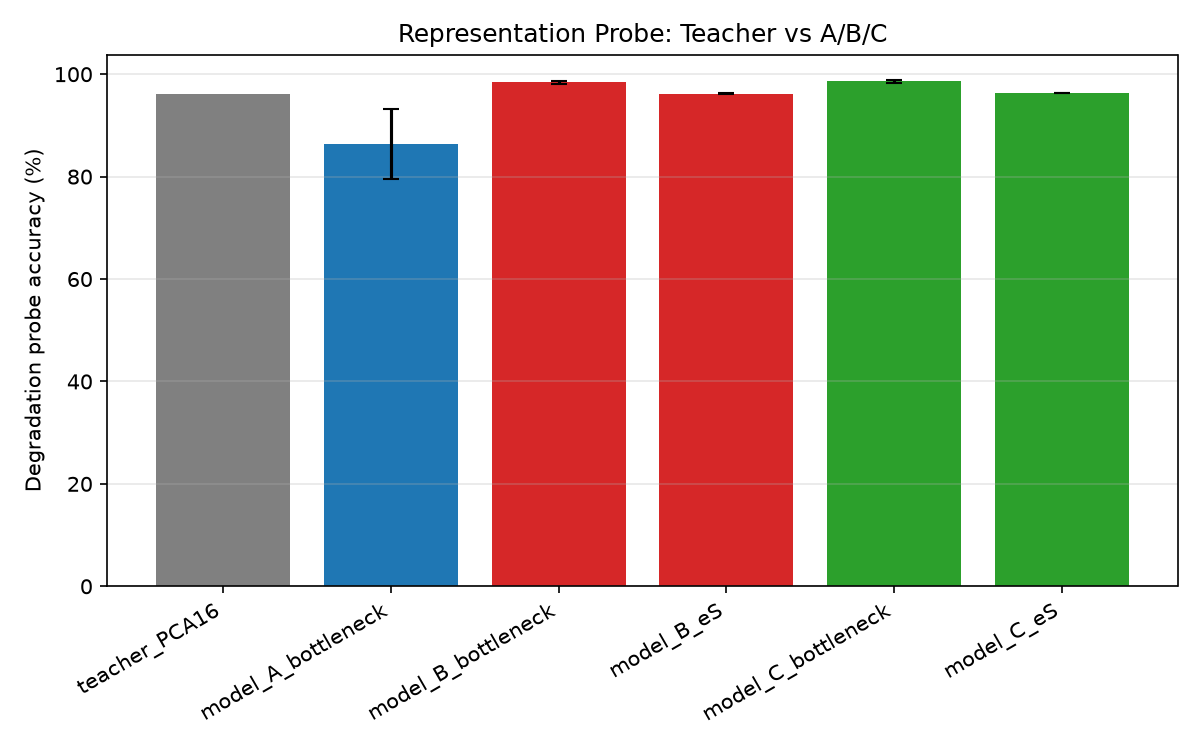 Representation Probe: Teacher vs A/B/C
Degradation probe accuracy (%)
100
80
60
40
20
0
teacher_PCA16
model_A_bottleneck
model_B_bottleneck
model_B_eS
model_C_bottleneck
model_C_eS